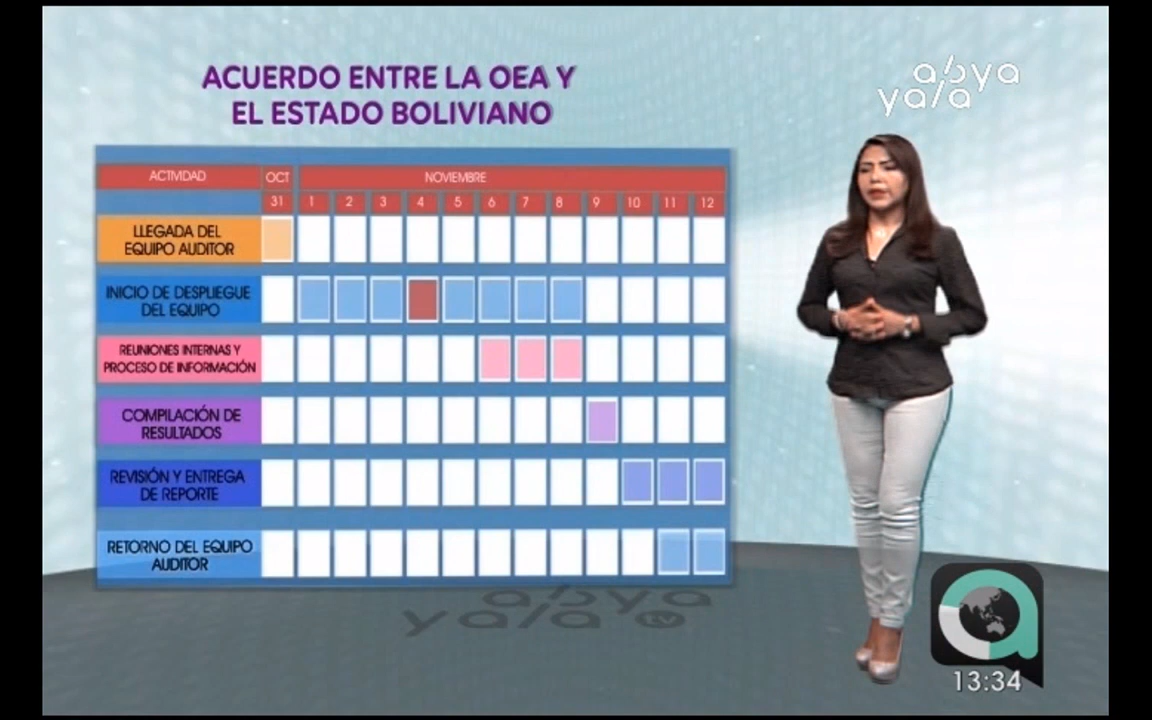 ACUERDO ENTRE LA OEA Y
EL ESTADO BOLIVIANO
abya
yala
ACTIVIDAD OCT NOVIEMBRE
31 1 2 3 4 5 6 7 8 9 10 11 12
LLEGADA DEL
EQUIPO AUDITOR
INICIO DE DESPLIEGUE
DEL EQUIPO
REUNIONES INTERNAS Y
PROCESO DE INFORMACIÓN
COMPILACIÓN DE
RESULTADOS
REVISIÓN Y ENTREGA
DE REPORTE
RETORNO DEL EQUIPO
AUDITOR
abya
yala tv
13:34